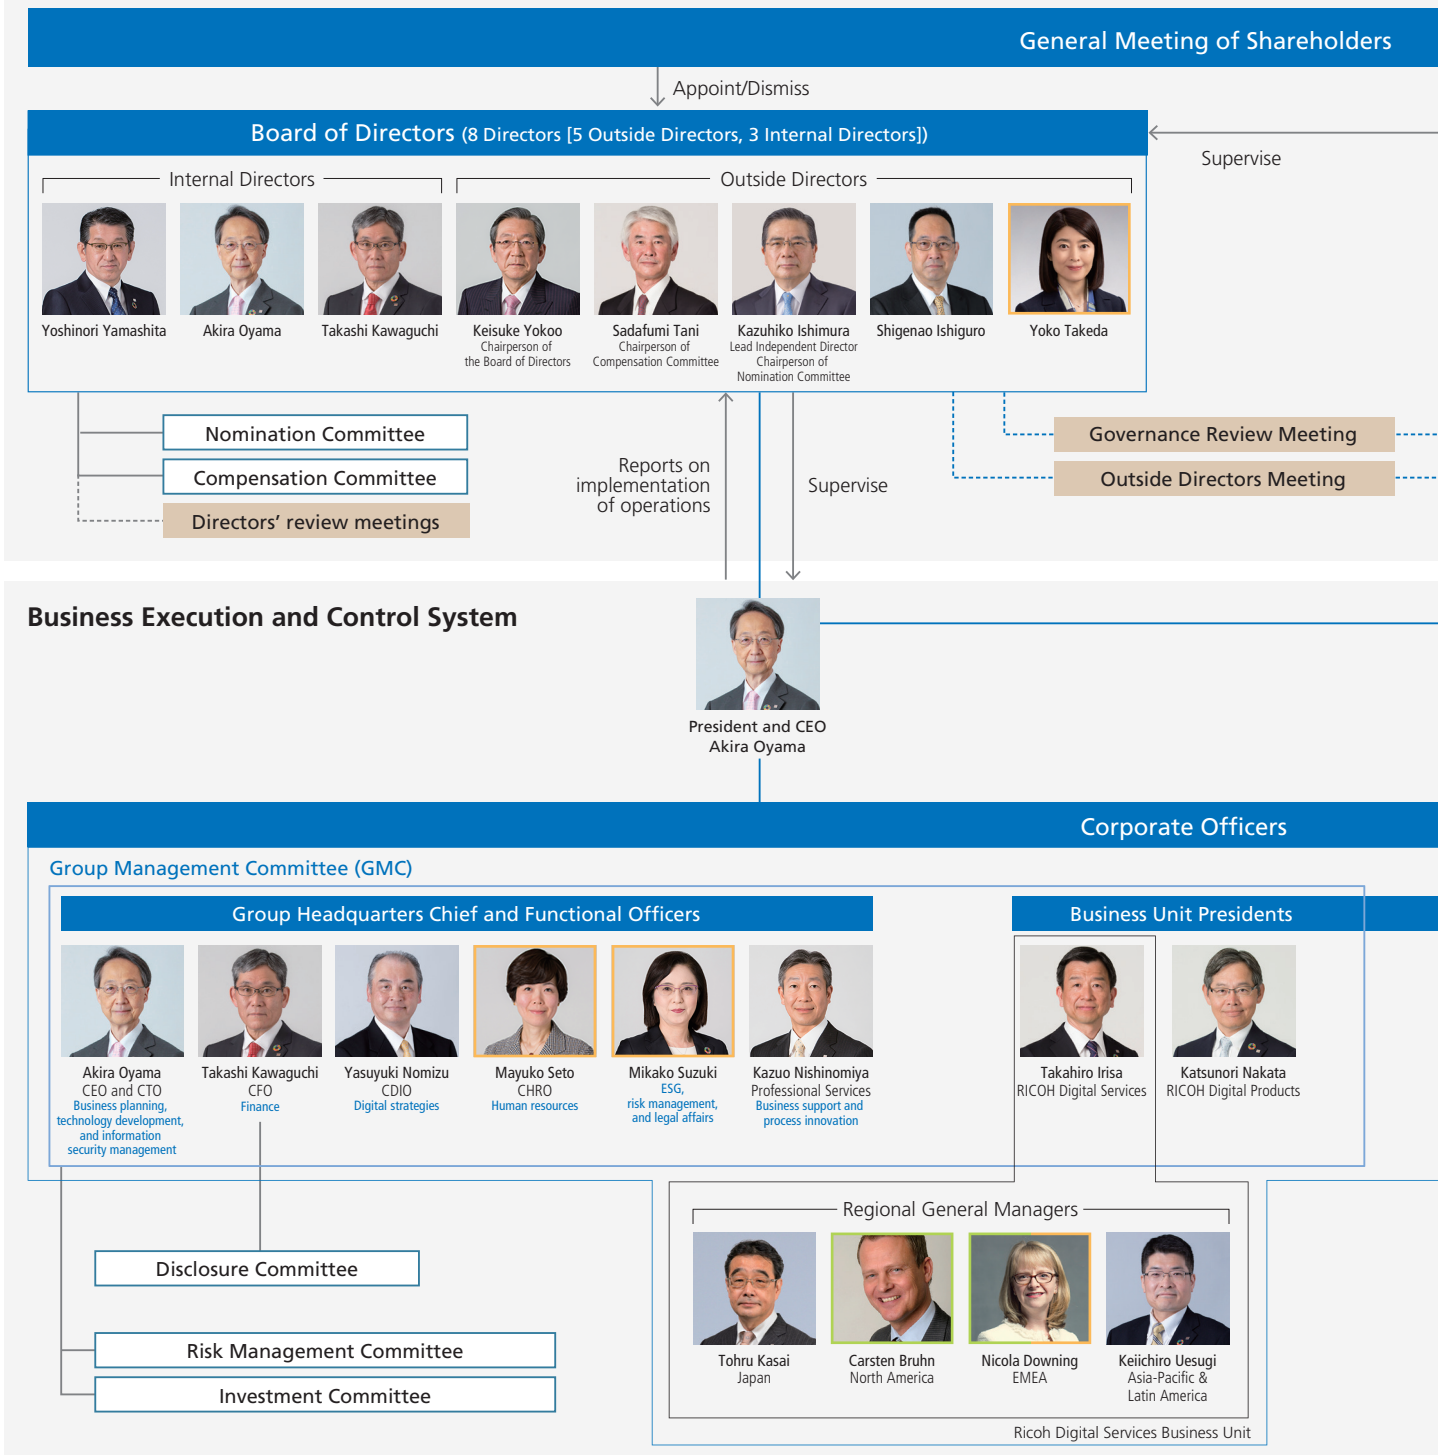 General Meeting of Shareholders
Appoint/Dismiss
Board of Directors (8 Directors [5 Outside Directors, 3 Internal Directors])
Supervise
Internal Directors
Outside Directors
Yoshinori Yamashita
Akira Oyama
Takashi Kawaguchi
Keisuke Yokoo
Chairperson of
the Board of Directors
Sadafumi Tani
Chairperson of
Compensation Committee
Kazuhiko Ishimura
Lead Independent Director
Chairperson of
Nomination Committee
Shigenao Ishiguro
Yoko Takeda
Nomination Committee
Compensation Committee
Directors’ review meetings
Reports on
implementation
of operations
Supervise
Governance Review Meeting
Outside Directors Meeting
Business Execution and Control System
President and CEO
Akira Oyama
Corporate Officers
Group Management Committee (GMC)
Group Headquarters Chief and Functional Officers
Business Unit Presidents
Akira Oyama
CEO and CTO
Business planning,
technology development,
and information
security management
Takashi Kawaguchi
CFO
Finance
Yasuyuki Nomizu
CDIO
Digital strategies
Mayuko Seto
CHRO
Human resources
Mikako Suzuki
ESG,
risk management,
and legal affairs
Kazuo Nishinomiya
Professional Services
Business support and
process innovation
Takahiro Irisa
RICOH Digital Services
Katsunori Nakata
RICOH Digital Products
Regional General Managers
Tohru Kasai
Japan
Carsten Bruhn
North America
Nicola Downing
EMEA
Keiichiro Uesugi
Asia-Pacific &
Latin America
Ricoh Digital Services Business Unit
Disclosure Committee
Risk Management Committee
Investment Committee